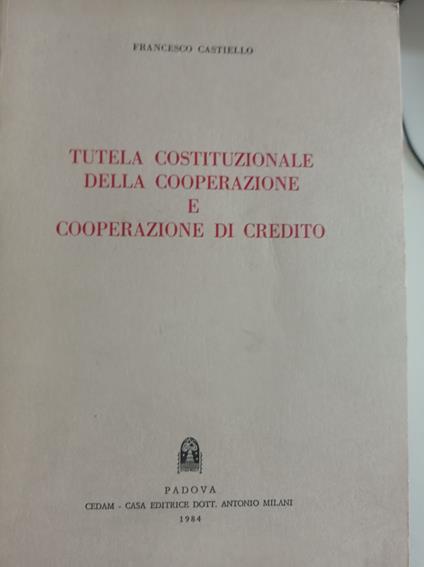 FRANCESCO CASTIELLO
TUTELA COSTITUZIONALE
DELLA COOPERAZIONE
E
COOPERAZIONE DI CREDITO
PADOVA
CEDAM - CASA EDITRICE DOTT. ANTONIO MILANI
1984